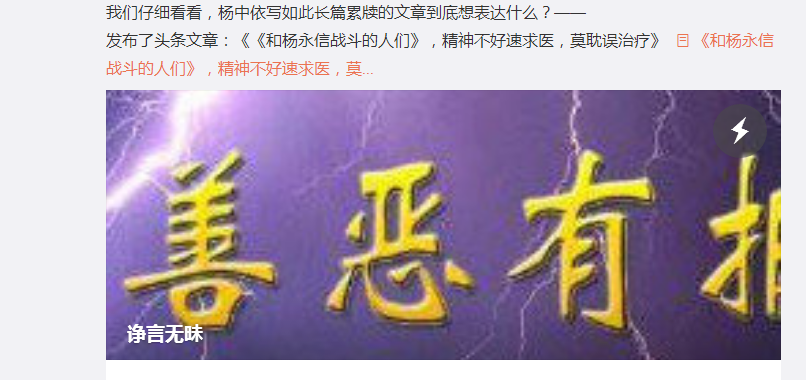 我们仔细看看，杨中依写如此长篇累牍的文章到底想表达什么？——
发布了头条文章：《《和杨永信战斗的人们》，精神不好速求医，莫耽误治疗》 《和杨永信
战斗的人们》，精神不好速求医，莫...
善恶有报
诤言无昧